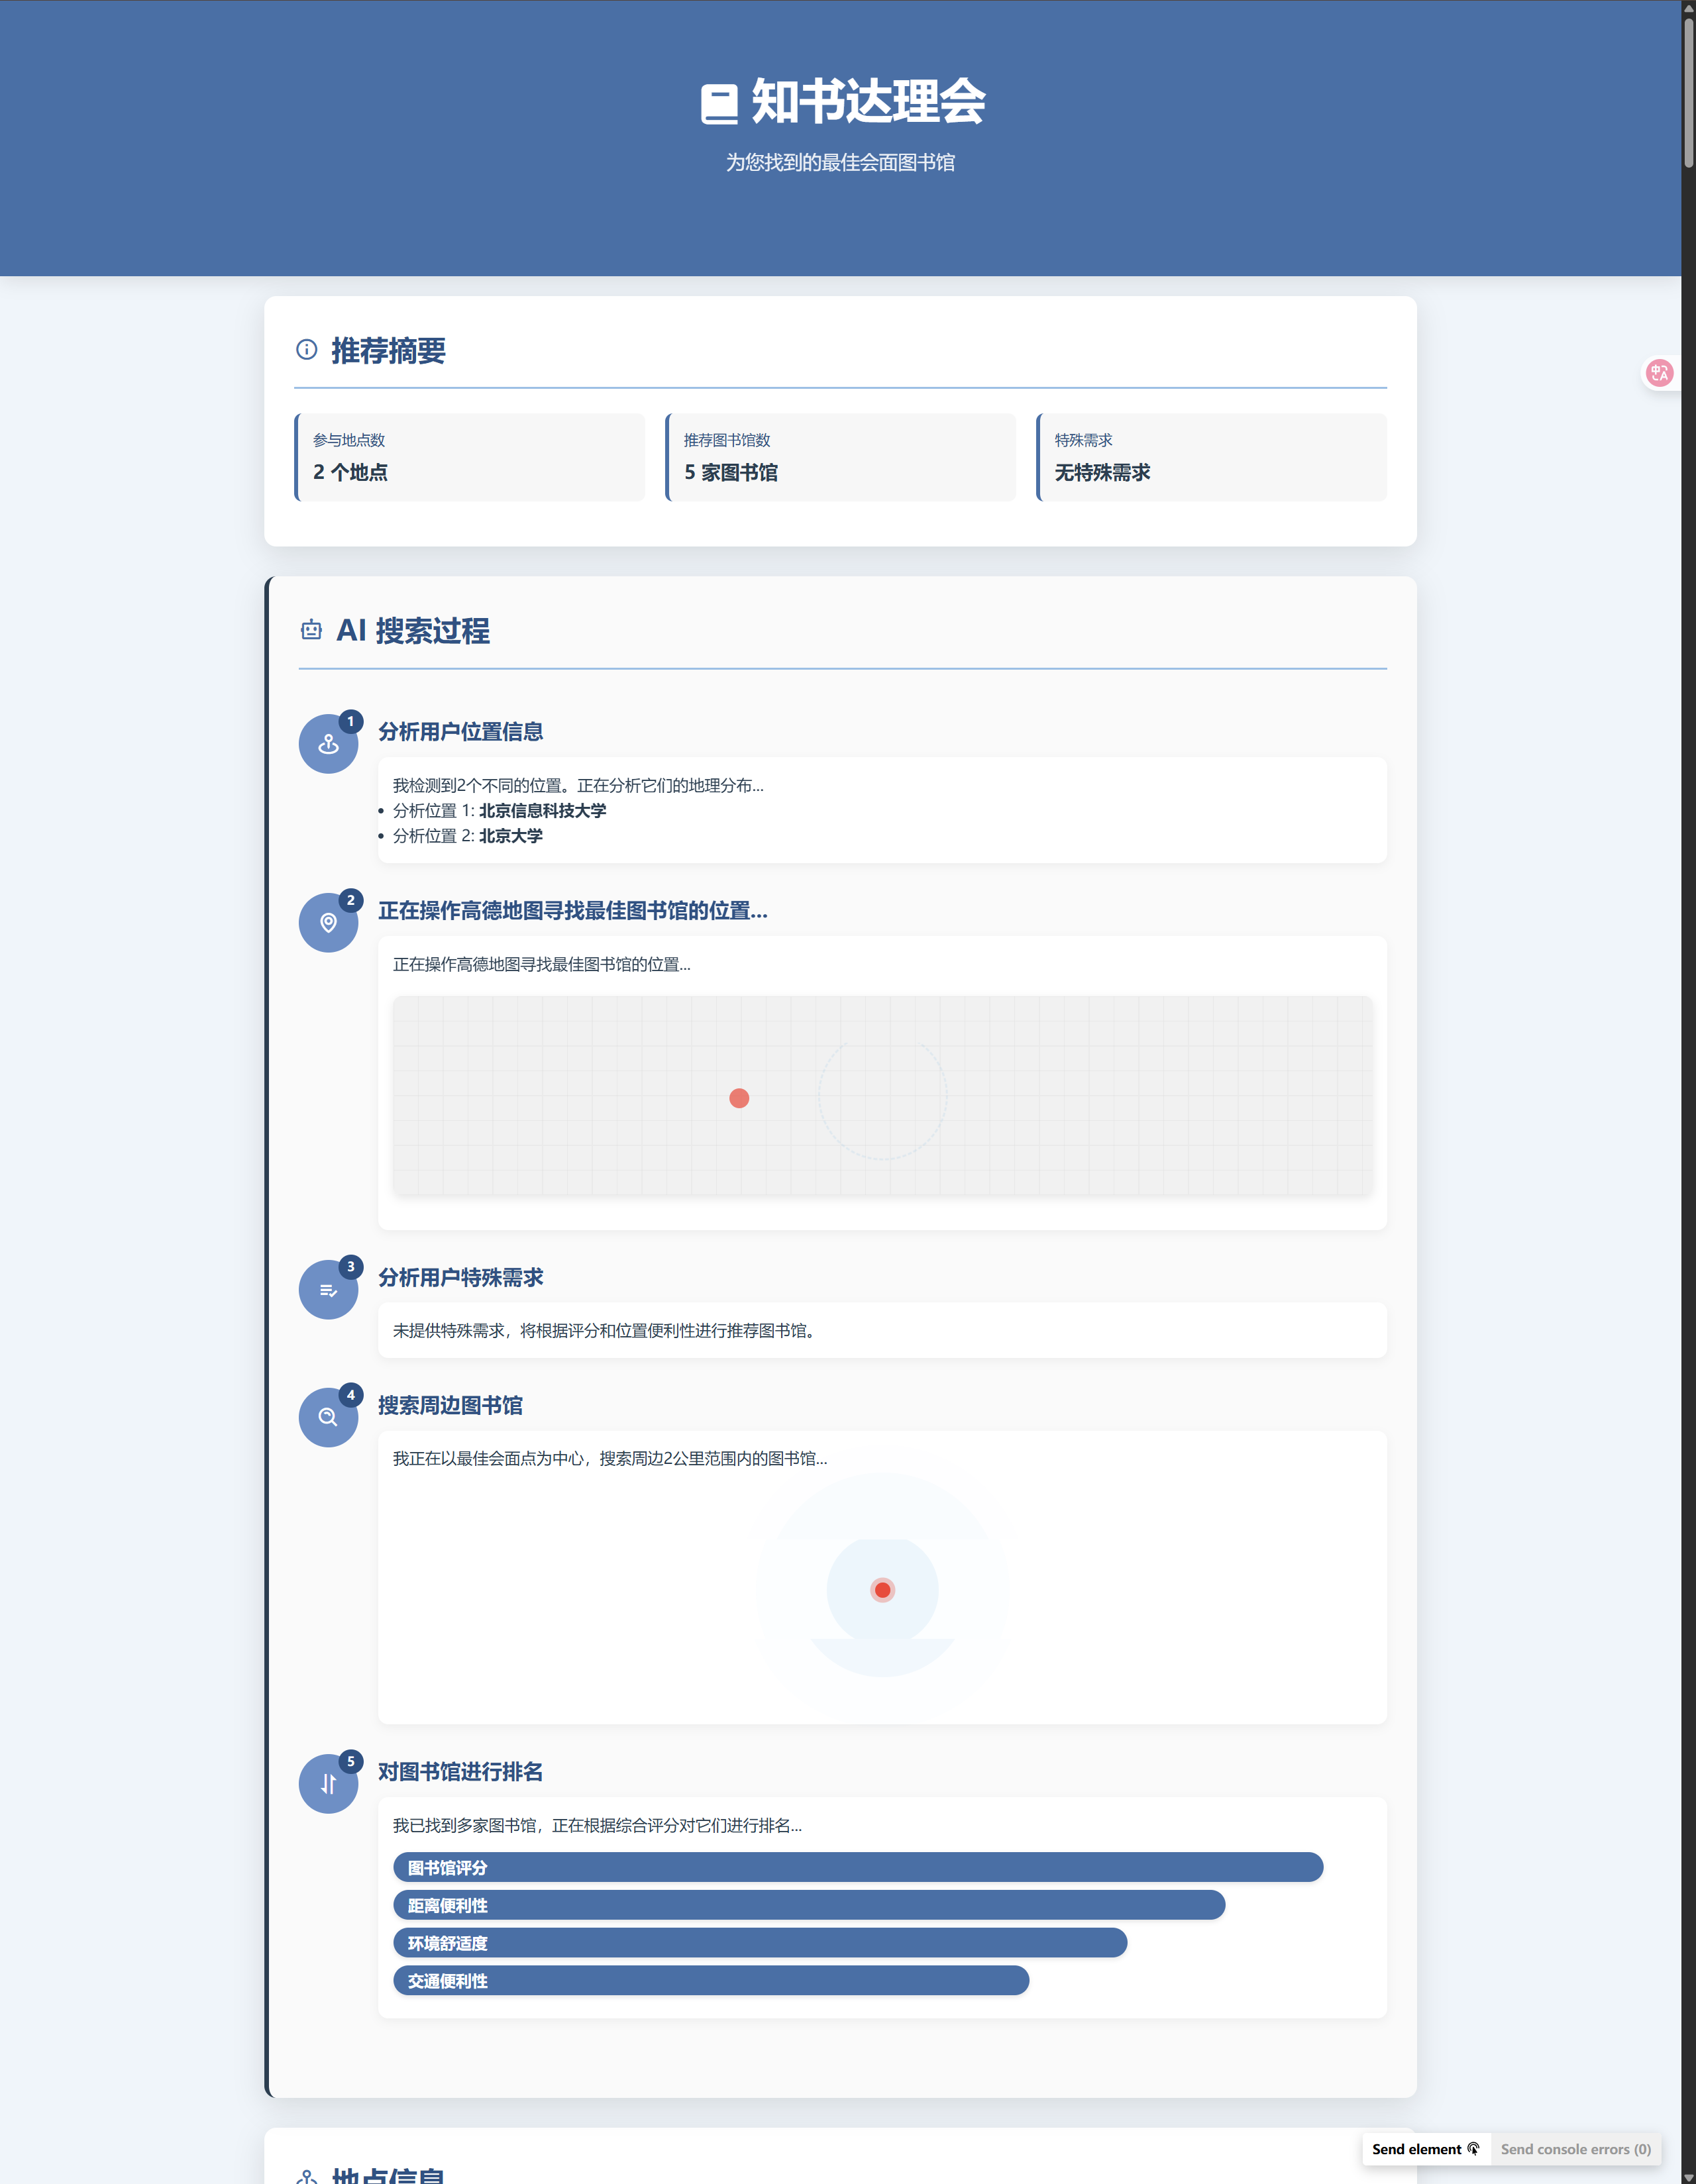 知书达理会
为您找到的最佳会面图书馆
推荐摘要
参与地点数
2 个地点
推荐图书馆数
5 家图书馆
特殊需求
无特殊需求
AI 搜索过程
1
分析用户位置信息
我检测到2个不同的位置。正在分析它们的地理分布...
• 分析位置 1: 北京信息科技大学
• 分析位置 2: 北京大学
2
正在操作高德地图寻找最佳图书馆的位置...
正在操作高德地图寻找最佳图书馆的位置...
3
分析用户特殊需求
未提供特殊需求，将根据评分和位置便利性进行推荐图书馆。
4
搜索周边图书馆
我正在以最佳会面点为中心，搜索周边2公里范围内的图书馆...
5
对图书馆进行排名
我已找到多家图书馆，正在根据综合评分对它们进行排名...
图书馆评分
距离便利性
环境舒适度
交通便利性
地点信息
Send element
Send console errors (0)
中 A